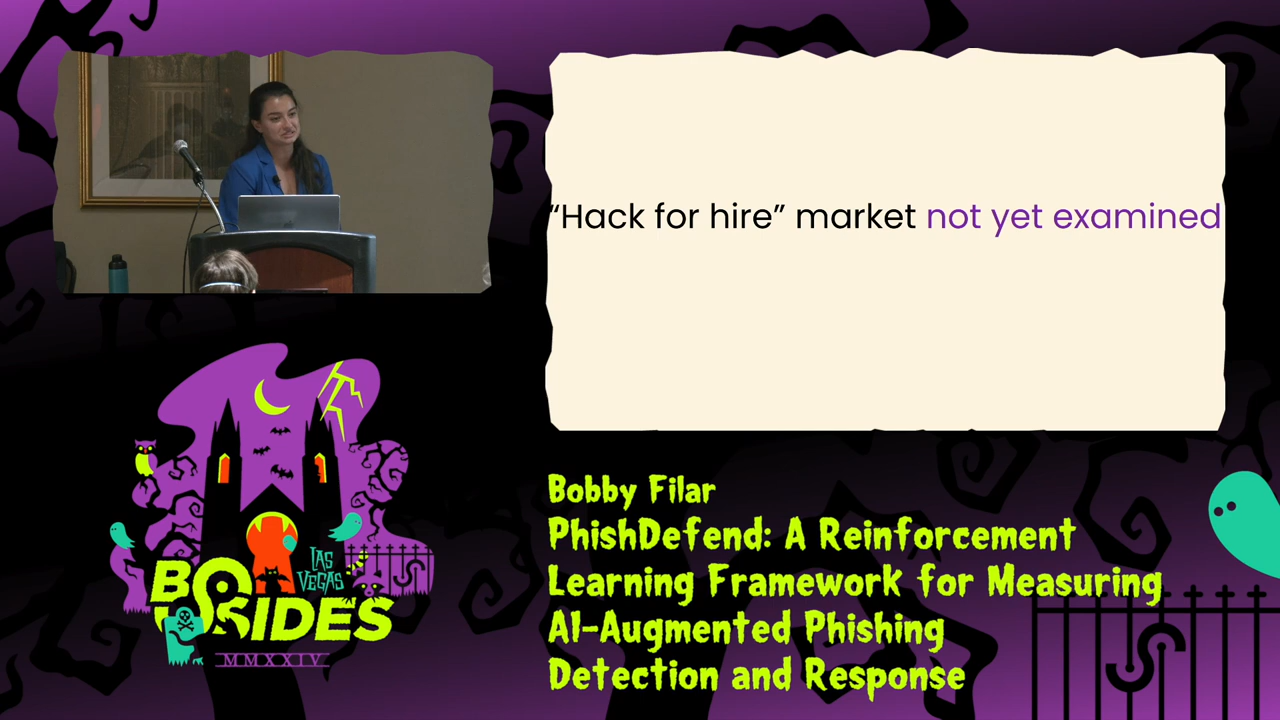 “Hack for hire” market not yet examined
Bobby Filar
PhishDefend: A Reinforcement
Learning Framework for Measuring
AI-Augmented Phishing
Detection and Response
LAS
VEGAS
BSIDES
MMXXIV